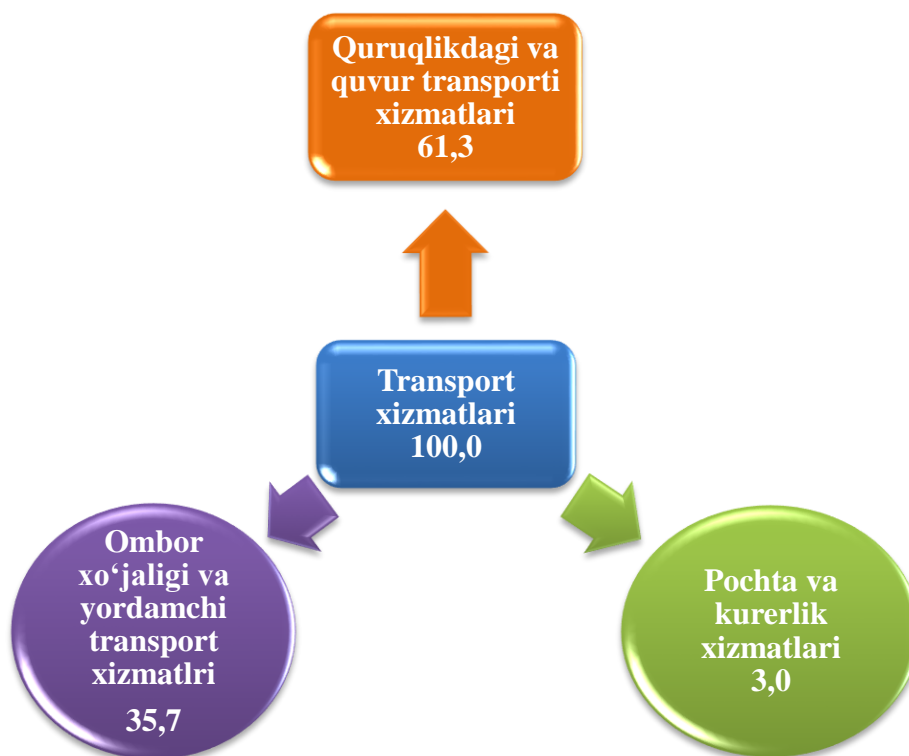 Quruqlikdagi va
quvur transporti
xizmatlari
61,3
Transport
xizmatlari
100,0
Ombor
xo‘jaligi va
yordamchi
transport
xizmatlri
35,7
Pochta va
kurerlik
xizmatlari
3,0